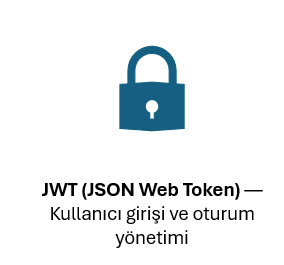 JWT (JSON Web Token) —
Kullanıcı girişi ve oturum
yönetimi